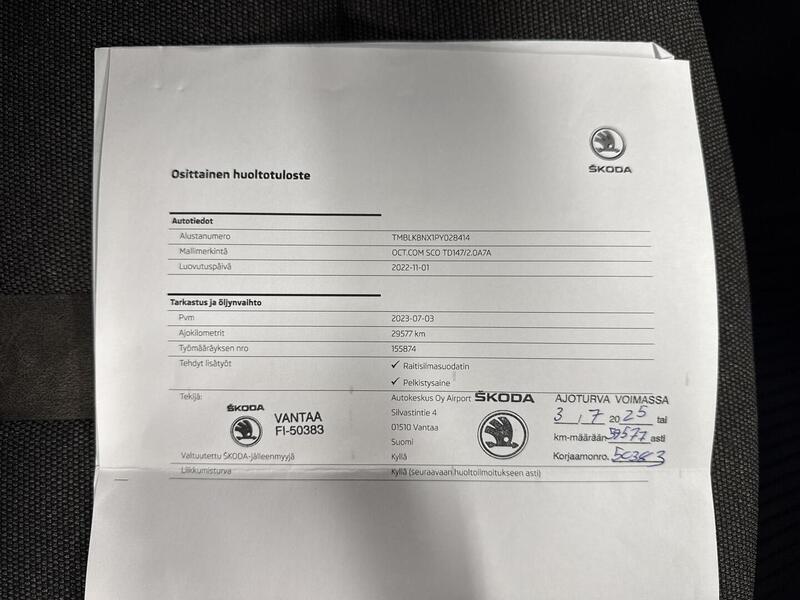 ŠKODA
Osittainen huoltotuloste
Autotiedot
Alustanumero TMBLK8NX1PY028414
Mallimerkintä OCT.COM SCO TD147/2.0A7A
Luovutuspäivä 2022-11-01
Tarkastus ja öljynvaihto
Pvm 2023-07-03
Ajokilometrit 29577 km
Työmääräyksen nro 155874
Tehdyt lisätyöt ✓ Raitisilmasuodatin
✓ Pelkistysaine
Tekijä: Autokeskus Oy Airport
Silvastintie 4
01510 Vantaa
Suomi
ŠKODA
VANTAA
FI-50383
ŠKODA
AJOTURVA VOIMASSA
3 . 7 2025 tai
km-määrään 59577 asti
Korjaamonro. 50383
Valtuutettu ŠKODA-jälleenmyyjä Kyllä
Liikkumisturva Kyllä (seuraavaan huoltoilmoitukseen asti)